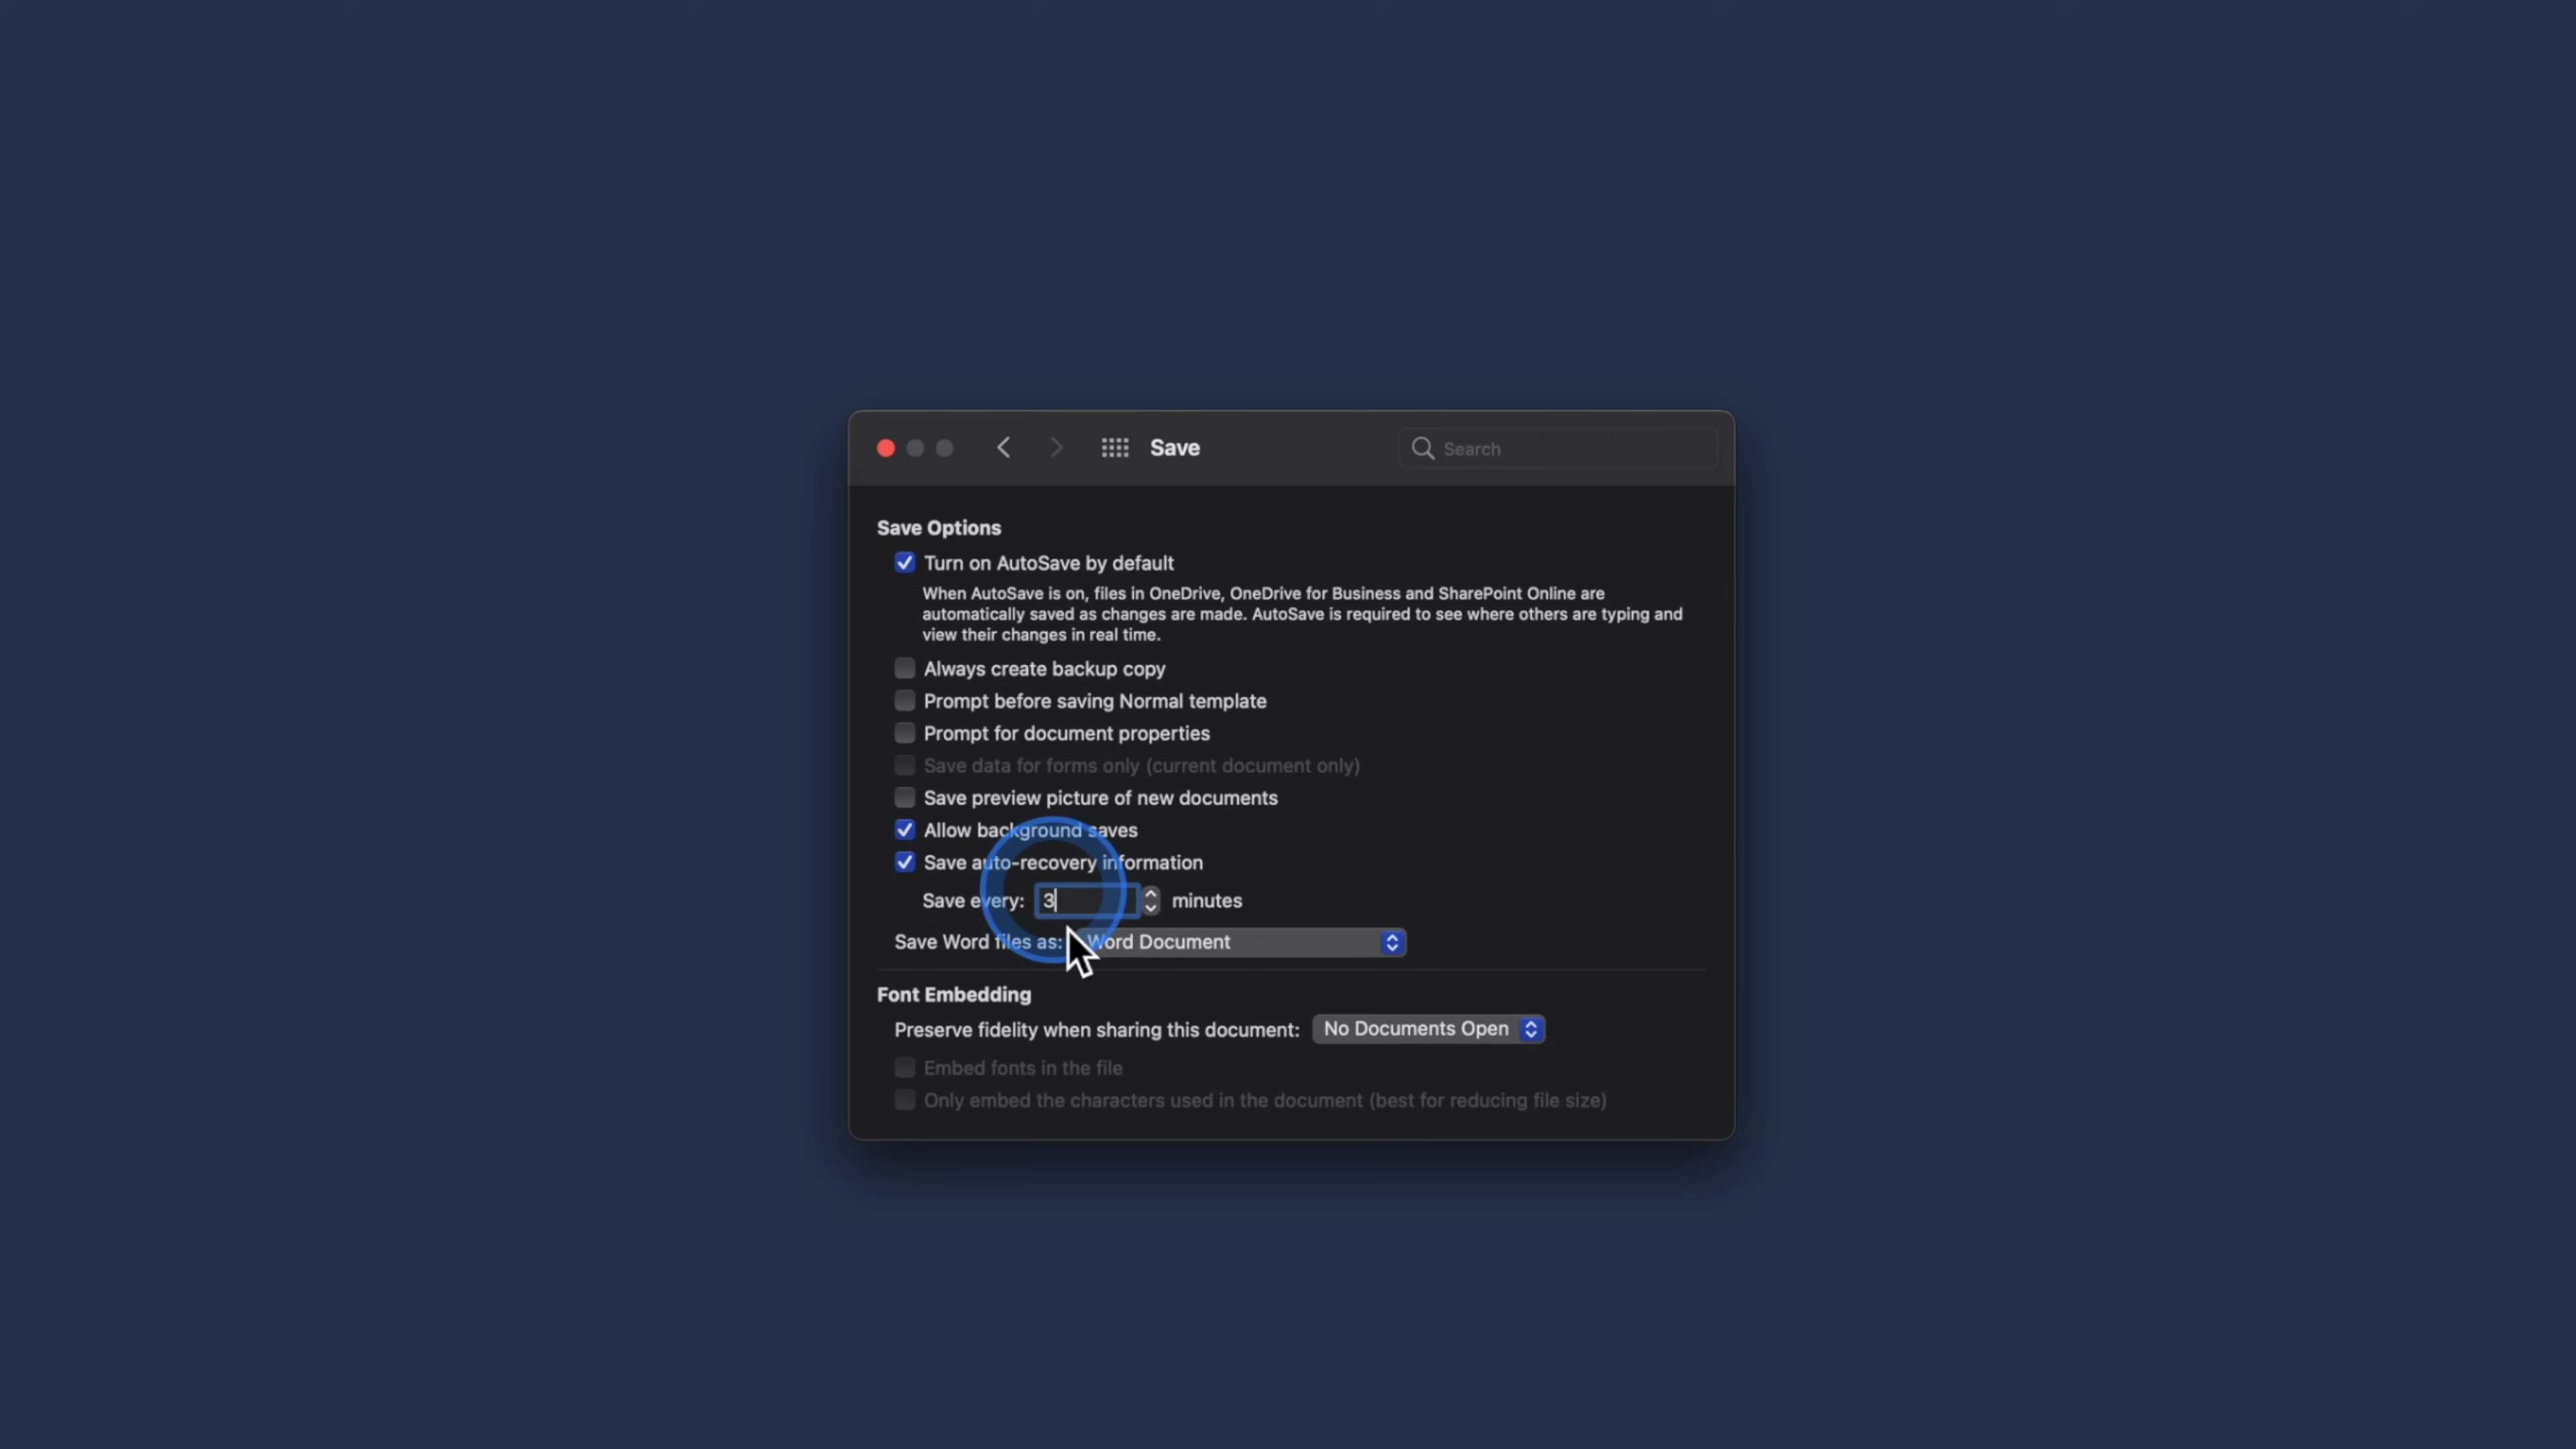 Save
Search
Save Options
Turn on AutoSave by default
When AutoSave is on, files in OneDrive, OneDrive for Business and SharePoint Online are
automatically saved as changes are made. AutoSave is required to see where others are typing and
view their changes in real time.
Always create backup copy
Prompt before saving Normal template
Prompt for document properties
Save data for forms only (current document only)
Save preview picture of new documents
Allow background saves
Save auto-recovery information
Save every: 3 minutes
Save Word files as: Word Document
Font Embedding
Preserve fidelity when sharing this document: No Documents Open
Embed fonts in the file
Only embed the characters used in the document (best for reducing file size)